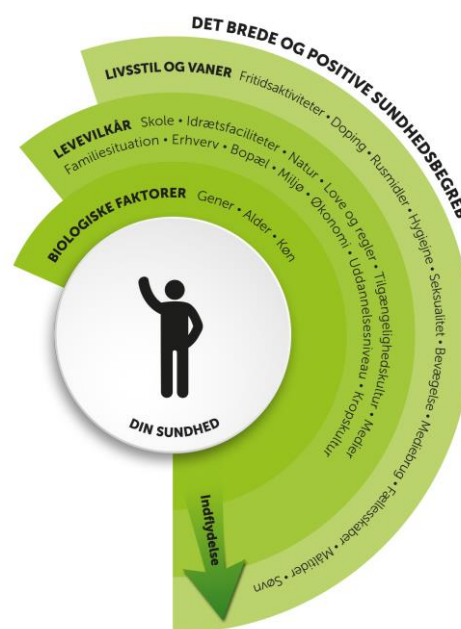 DET BREDE OG POSITIVE SUNDHEDSBEGREB
LIVSSTIL OG VANER Fritidsaktiviteter • Doping • Rusmidler • Hygiejne • Seksualitet • Bevægelse • Mediebrug • Fællesskaber • Måltider • Søvn
LEVEVILKÅR Skole • Idrætsfaciliteter • Natur • Love og regler • Tilgængelighedskultur • Medier
Familiesituation • Erhverv • Bopæl • Miljø • Økonomi • Uddannelsesniveau • Kropskultur
BIOLOGISKE FAKTORER Gener • Alder • Køn
DIN SUNDHED
Indflydelse